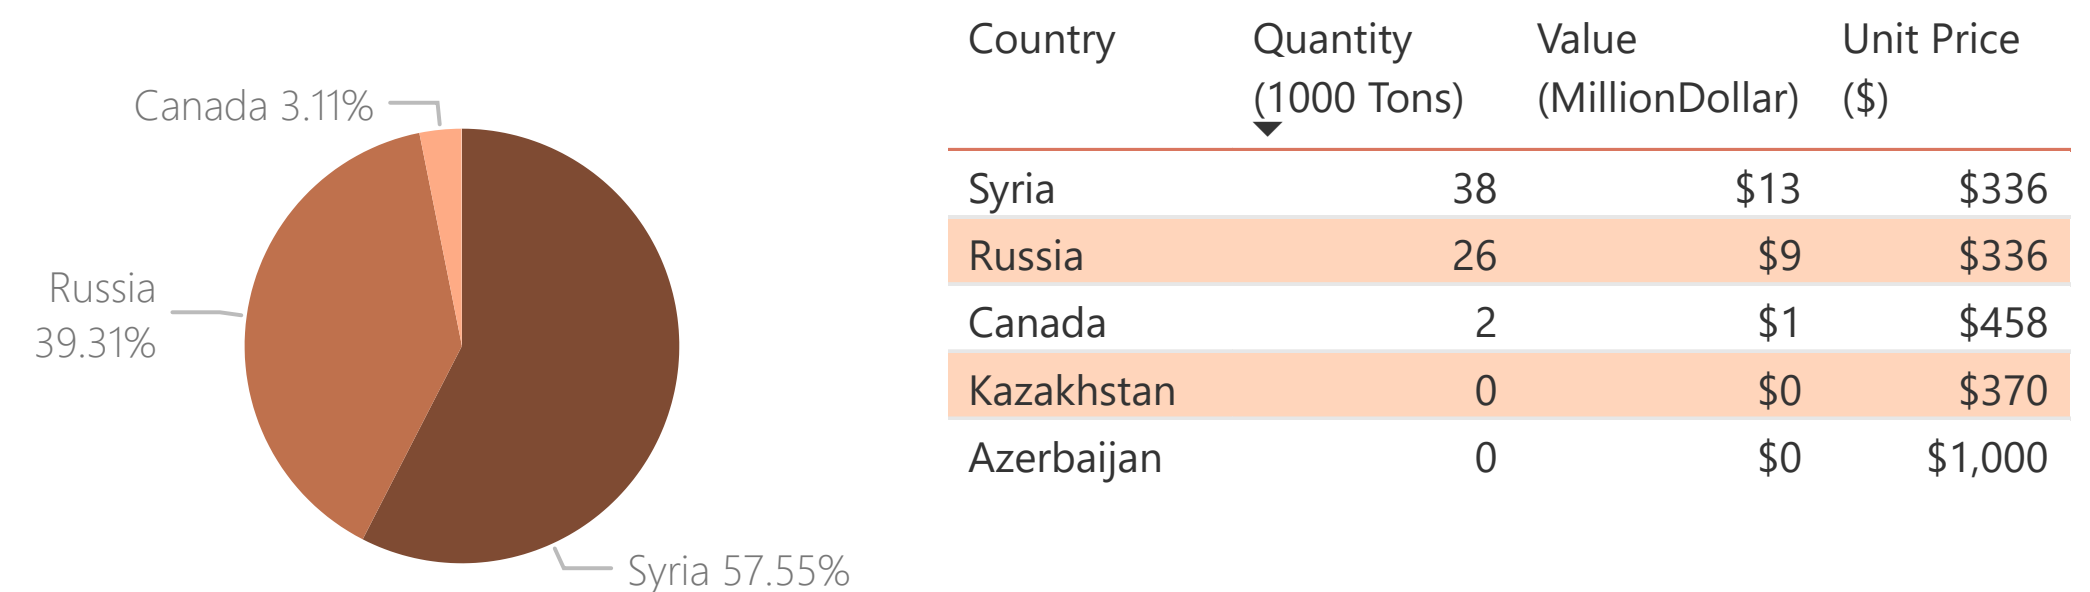 Canada 3.11%
Russia
39.31%
Syria 57.55%
Country Quantity Value Unit Price
(1000 Tons) (MillionDollar) ($)
Syria 38 $13 $336
Russia 26 $9 $336
Canada 2 $1 $458
Kazakhstan 0 $0 $370
Azerbaijan 0 $0 $1,000